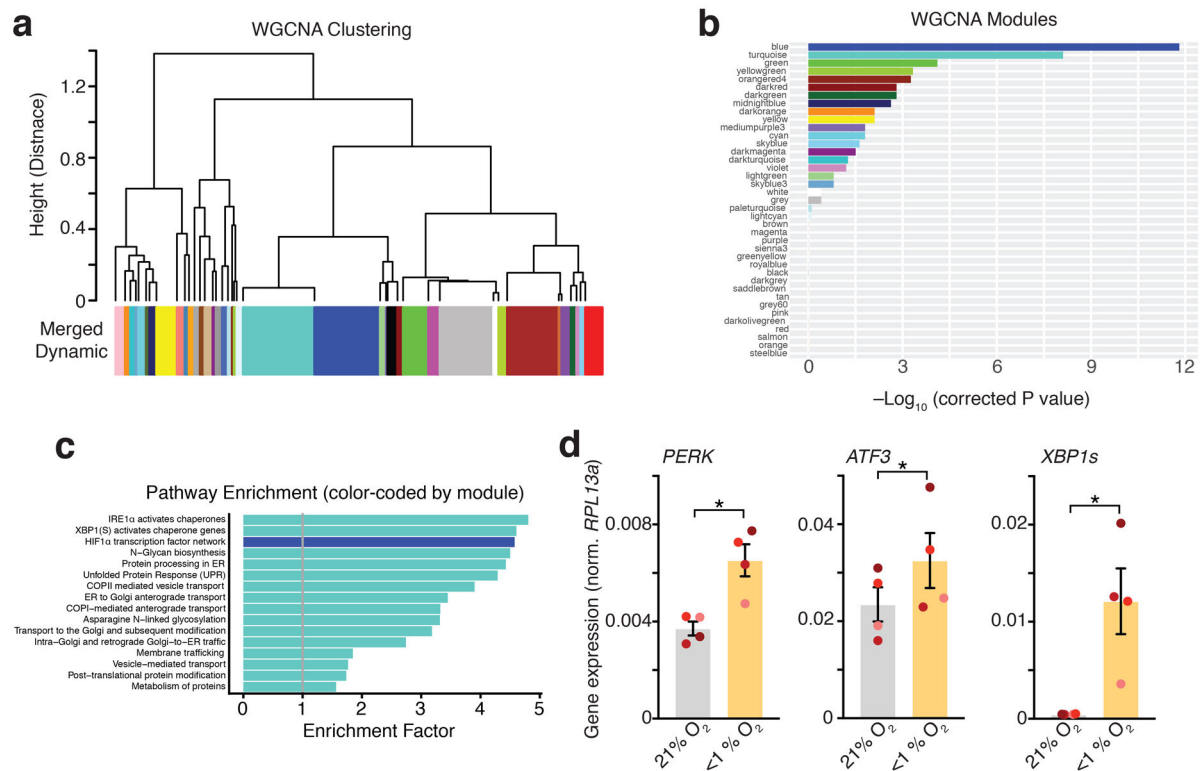 a
WGCNA Clustering
Height (Distnace)
1.2
0.8
0.4
0
Merged
Dynamic
b
WGCNA Modules
blue
turquoise
green
yellowgreen
orangered4
darkred
darkgreen
midnightblue
darkorange
yellow
mediumpurple3
cyan
skyblue
darkmagenta
darkturquoise
violet
lightgreen
skyblue3
white
grey
paleturquoise
lightcyan
brown
magenta
purple
sienna3
greenyellow
royalblue
black
darkgrey
saddlebrown
tan
grey60
pink
darkolivegreen
red
salmon
orange
steelblue
0 3 6 9 12
–Log₁₀ (corrected P value)
c
Pathway Enrichment (color-coded by module)
IRE1α activates chaperones
XBP1(S) activates chaperone genes
HIF1α transcription factor network
N-Glycan biosynthesis
Protein processing in ER
Unfolded Protein Response (UPR)
COPII mediated vesicle transport
ER to Golgi anterograde transport
COPI-mediated anterograde transport
Asparagine N-linked glycosylation
Transport to the Golgi and subsequent modification
Intra-Golgi and retrograde Golgi-to-ER traffic
Membrane trafficking
Vesicle-mediated transport
Post-translational protein modification
Metabolism of proteins
0 1 2 3 4 5
Enrichment Factor
d
Gene expression (norm. RPL13a)
PERK
*
0.008
0.004
0
21% O₂
<1 % O₂
ATF3
*
0.04
0.02
0
21% O₂
<1 % O₂
XBP1s
*
0.02
0.01
0
21% O₂
<1 % O₂